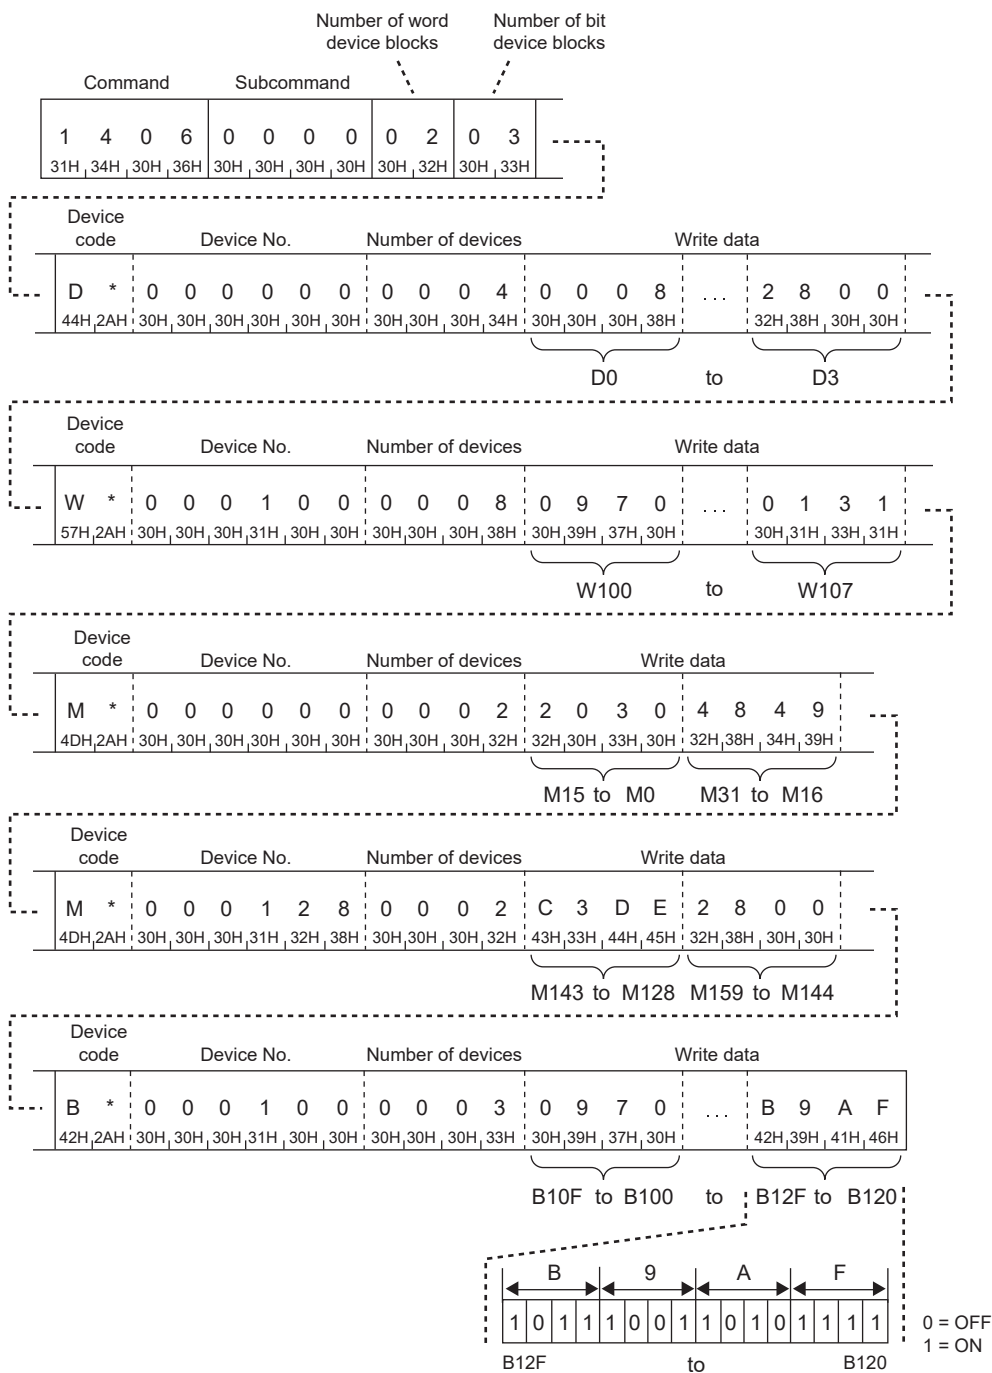 Number of word device blocks
Number of bit device blocks
Command Subcommand
1 4 0 6 0 0 0 0 0 2 0 3
31H 34H 30H 36H 30H 30H 30H 30H 30H 32H 30H 33H
Device code Device No. Number of devices Write data
D * 0 0 0 0 0 0 0 0 0 4 0 0 0 8 ... 2 8 0 0
44H 2AH 30H 30H 30H 30H 30H 30H 30H 30H 30H 34H 30H 30H 30H 38H 32H 38H 30H 30H
D0 to D3
Device code Device No. Number of devices Write data
W * 0 0 0 1 0 0 0 0 0 8 0 9 7 0 ... 0 1 3 1
57H 2AH 30H 30H 30H 31H 30H 30H 30H 30H 30H 38H 30H 39H 37H 30H 30H 31H 33H 31H
W100 to W107
Device code Device No. Number of devices Write data
M * 0 0 0 0 0 0 0 0 0 2 2 0 3 0 4 8 4 9
4DH 2AH 30H 30H 30H 30H 30H 30H 30H 30H 30H 32H 32H 30H 33H 30H 32H 38H 34H 39H
M15 to M0 M31 to M16
Device code Device No. Number of devices Write data
M * 0 0 0 1 2 8 0 0 0 2 C 3 D E 2 8 0 0
4DH 2AH 30H 30H 30H 31H 32H 38H 30H 30H 30H 32H 43H 33H 44H 45H 32H 38H 30H 30H
M143 to M128 M159 to M144
Device code Device No. Number of devices Write data
B * 0 0 0 1 0 0 0 0 0 3 0 9 7 0 ... B 9 A F
42H 2AH 30H 30H 30H 31H 30H 30H 30H 30H 30H 33H 30H 39H 37H 30H 42H 39H 41H 46H
B10F to B100 to B12F to B120
B 9 A F
1 0 1 1 1 0 0 1 1 0 1 0 1 1 1 1
0 = OFF
1 = ON
B12F to B120